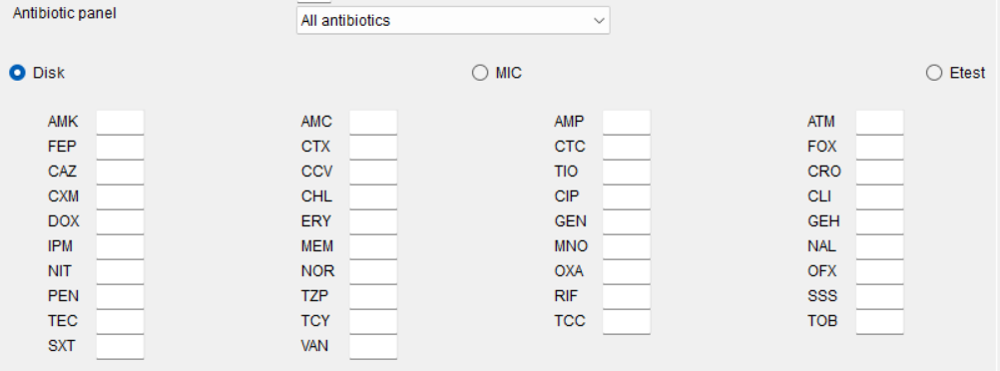 Antibiotic panel All antibiotics
Disk MIC Etest
AMK AMC AMP ATM
FEP CTX CTC FOX
CAZ CCV TIO CRO
CXM CHL CIP CLI
DOX ERY GEN GEH
IPM MEM MNO NAL
NIT NOR OXA OFX
PEN TZP RIF SSS
TEC TCY TCC TOB
SXT VAN